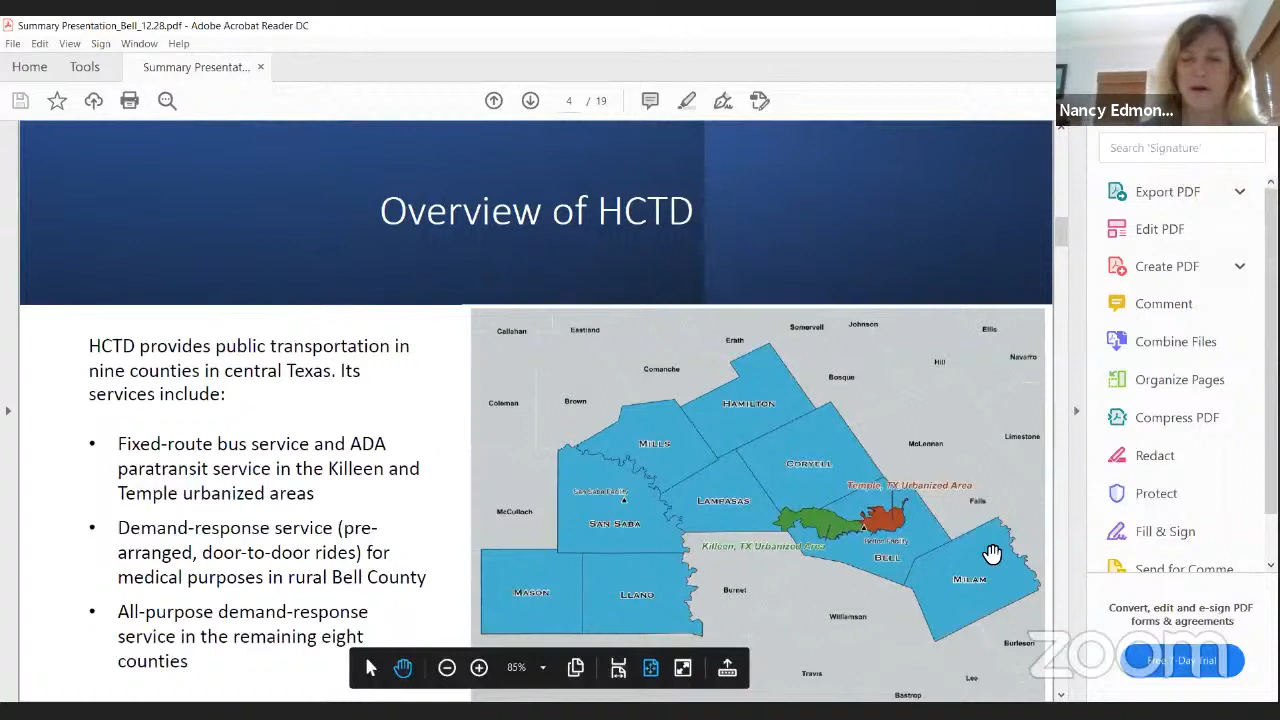 Summary Presentation_Bell_12.28.pdf - Adobe Acrobat Reader DC
File Edit View Sign Window Help
Home Tools Summary Presentat... ×
4 / 19
Nancy Edmon...
Search 'Signature'
Export PDF
Edit PDF
Create PDF
Comment
Combine Files
Organize Pages
Compress PDF
Redact
Protect
Fill & Sign
Send for Comme
Convert, edit and e-sign PDF
forms & agreements
Free 7-Day Trial
zoom
Overview of HCTD
HCTD provides public transportation in
nine counties in central Texas. Its
services include:
• Fixed-route bus service and ADA
paratransit service in the Killeen and
Temple urbanized areas
• Demand-response service (pre-
arranged, door-to-door rides) for
medical purposes in rural Bell County
• All-purpose demand-response
service in the remaining eight
counties
Callahan Eastland Somervell Johnson Ellis
Erath Navarro
Comanche Hill
Bosque
Coleman Brown HAMILTON
Limestone
MILLS McLennan
CORYELL
Temple, TX Urbanized Area
San Saba Facility LAMPASAS Falls
McCulloch
SAN SABA
Belton Facility
Killeen, TX Urbanized Area
BELL
MILAM
MASON LLANO Burnet
Williamson
Burleson
Travis Lee
Bastrop
85%